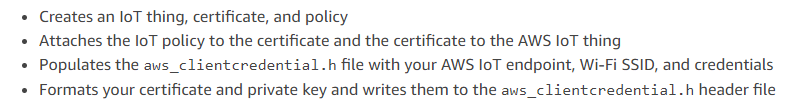 • Creates an IoT thing, certificate, and policy
• Attaches the IoT policy to the certificate and the certificate to the AWS IoT thing
• Populates the aws_clientcredential.h file with your AWS IoT endpoint, Wi-Fi SSID, and credentials
• Formats your certificate and private key and writes them to the aws_clientcredential.h header file